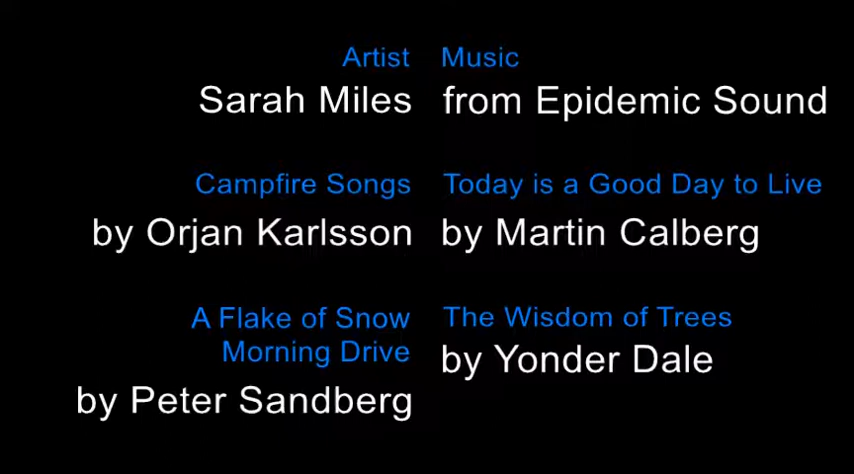 Artist
Sarah Miles
Music
from Epidemic Sound
Campfire Songs
by Orjan Karlsson
Today is a Good Day to Live
by Martin Calberg
A Flake of Snow
Morning Drive
by Peter Sandberg
The Wisdom of Trees
by Yonder Dale